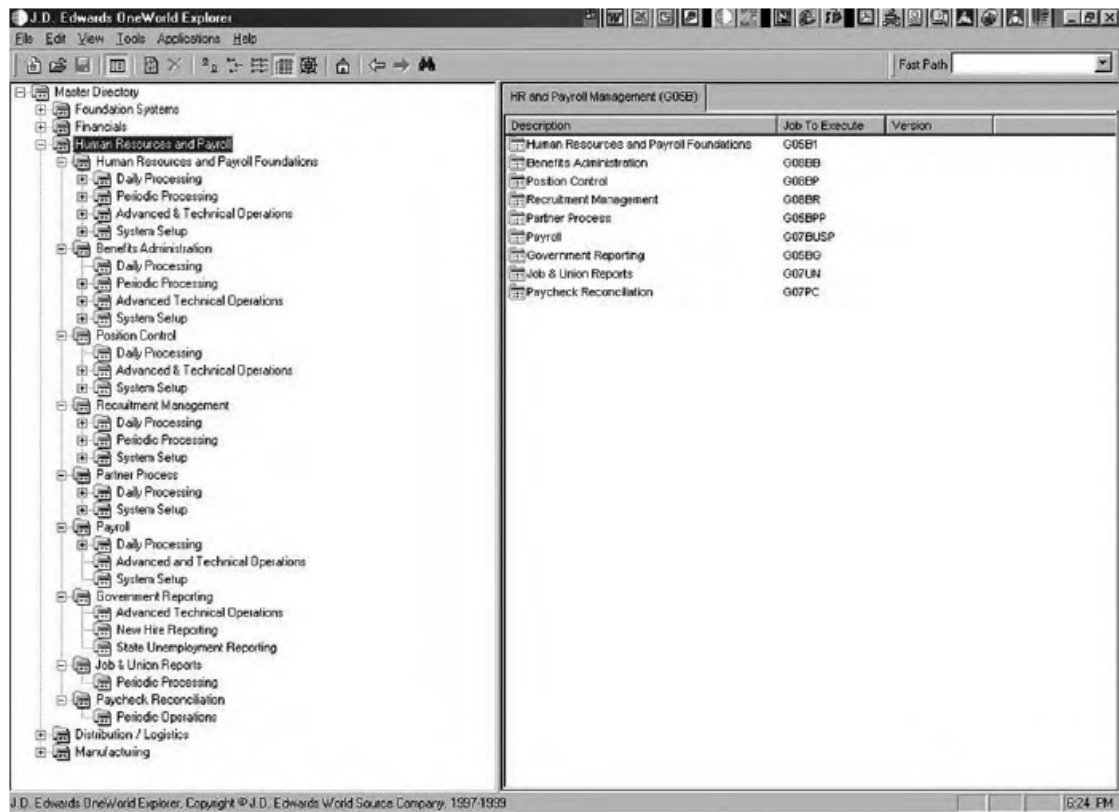 J.D. Edwards OneWorld Explorer
File Edit View Tools Applications Help
Fast Path
Master Directory
Foundation Systems
Financials
Human Resources and Payroll
Human Resources and Payroll Foundations
Daily Processing
Periodic Processing
Advanced & Technical Operations
System Setup
Benefits Administration
Daily Processing
Periodic Processing
Advanced Technical Operations
System Setup
Position Control
Daily Processing
Advanced & Technical Operations
System Setup
Recruitment Management
Daily Processing
Periodic Processing
System Setup
Partner Process
Daily Processing
System Setup
Payroll
Daily Processing
Advanced and Technical Operations
System Setup
Government Reporting
Advanced Technical Operations
New Hire Reporting
State Unemployment Reporting
Job & Union Reports
Periodic Processing
Paycheck Reconciliation
Periodic Operations
Distribution / Logistics
Manufacturing
HR and Payroll Management (G05B)
Description Job To Execute Version
Human Resources and Payroll Foundations G05B1
Benefits Administration G08BB
Position Control G08BP
Recruitment Management G08BR
Partner Process G05BPP
Payroll G07BUSP
Government Reporting G05BG
Job & Union Reports G07UN
Paycheck Reconciliation G07PC
J.D. Edwards OneWorld Explorer, Copyright © J.D. Edwards World Source Company, 1997-1999
6:24 PM